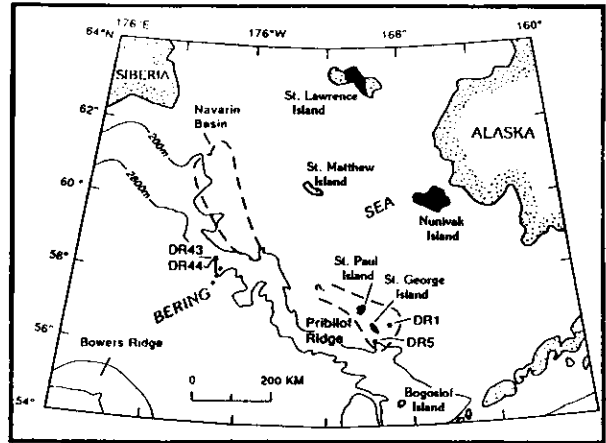 176°E
176°W
168°
160°
64°N
62°
60°
58°
56°
54°
SIBERIA
St. Lawrence
Island
Navarin
Basin
ALASKA
200m
2800m
St. Matthew
Island
SEA
Nunivak
Island
DR43
DR44
St. Paul
Island
St. George
Island
BERING
DR1
Pribilof
Ridge
DR5
Bowers Ridge
0 200 KM
Bogoslof
Island